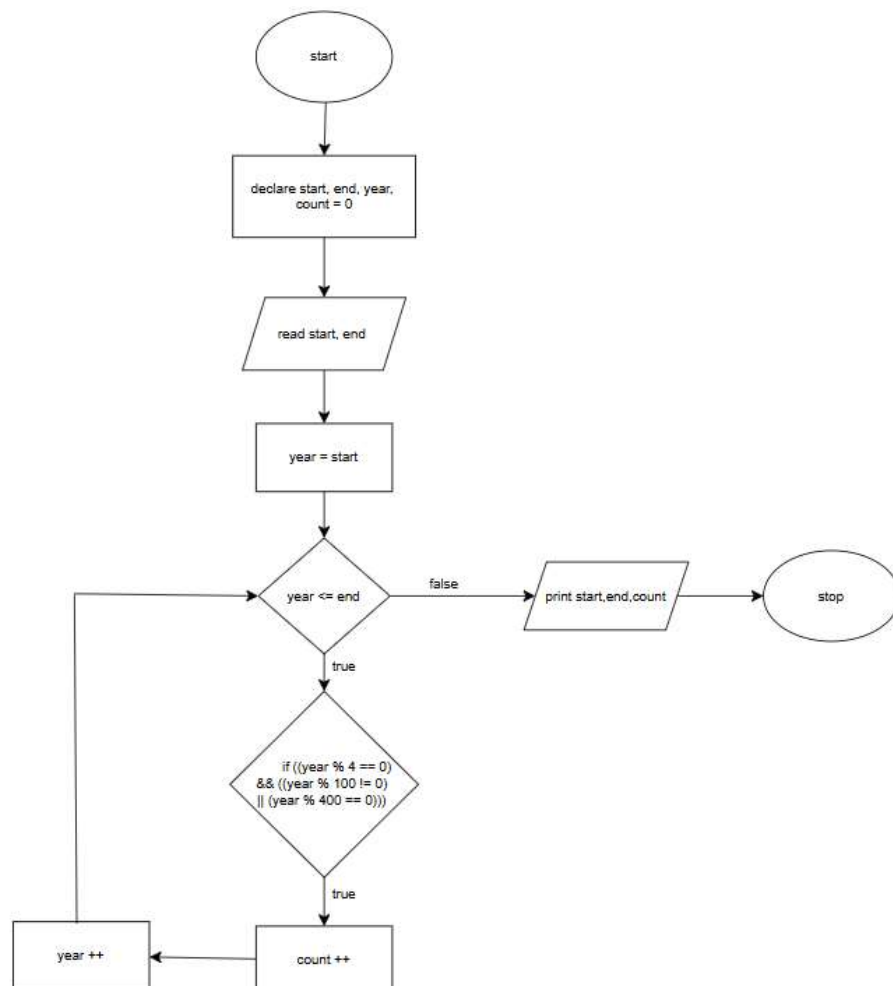 start
declare start, end, year,
count = 0
read start, end
year = start
year <= end
false
print start,end,count
stop
true
if ((year % 4 == 0)
&& ((year % 100 != 0)
|| (year % 400 == 0)))
true
year ++
count ++